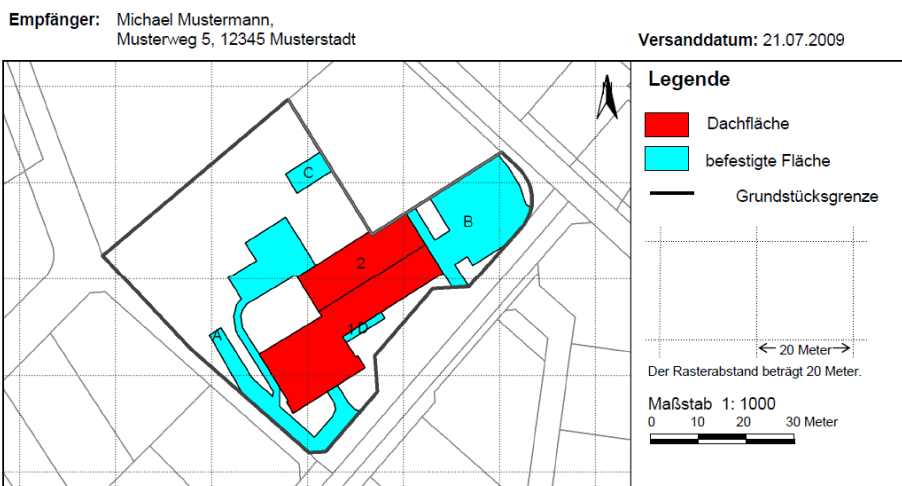 Empfänger: Michael Mustermann,
Musterweg 5, 12345 Musterstadt
Versanddatum: 21.07.2009
Legende
Dachfläche
befestigte Fläche
Grundstücksgrenze
20 Meter
Der Rasterabstand beträgt 20 Meter.
Maßstab 1: 1000
0 10 20 30 Meter
C
B
2
1 D
A